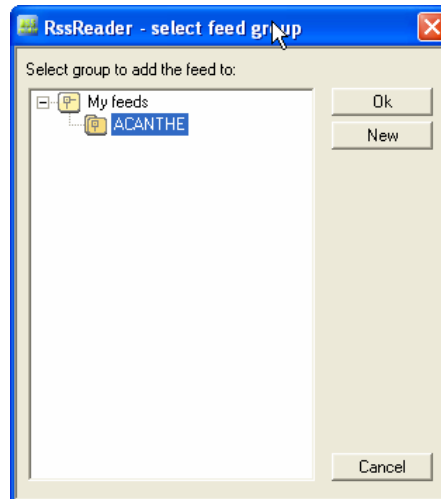 RssReader - select feed group
Select group to add the feed to:
My feeds
ACANTHE
Ok
New
Cancel